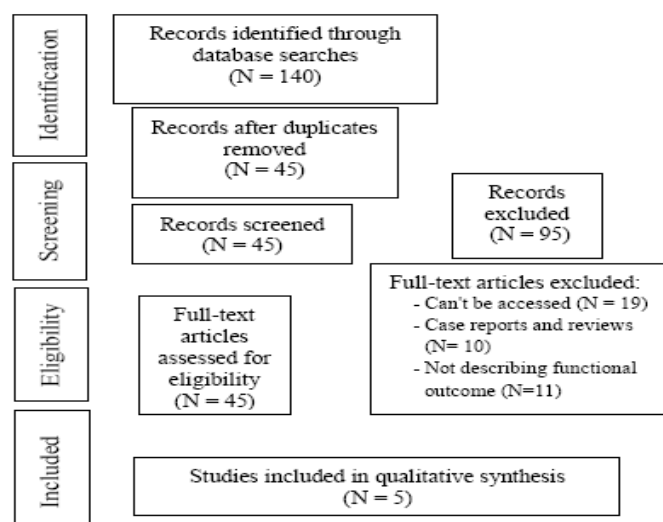 Identification
Records identified through
database searches
(N = 140)
Records after duplicates
removed
(N = 45)
Screening
Records screened
(N = 45)
Records
excluded
(N = 95)
Eligibility
Full-text
articles
assessed for
eligibility
(N = 45)
Full-text articles excluded:
- Can't be accessed (N = 19)
- Case reports and reviews
(N= 10)
- Not describing functional
outcome (N=11)
Included
Studies included in qualitative synthesis
(N = 5)